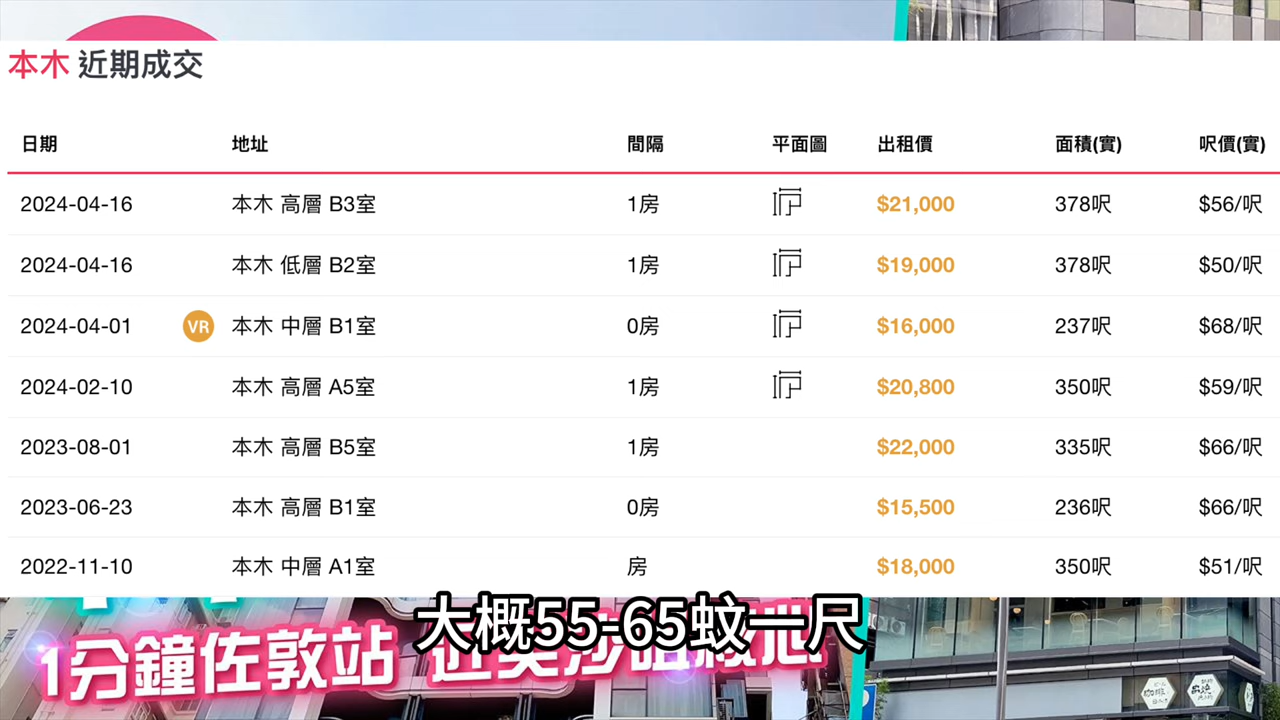 本木 近期成交
日期 地址 間隔 平面圖 出租價 面積(實) 呎價(實)
2024-04-16 本木 高層 B3室 1房 $21,000 378呎 $56/呎
2024-04-16 本木 低層 B2室 1房 $19,000 378呎 $50/呎
2024-04-01 VR 本木 中層 B1室 0房 $16,000 237呎 $68/呎
2024-02-10 本木 高層 A5室 1房 $20,800 350呎 $59/呎
2023-08-01 本木 高層 B5室 1房 $22,000 335呎 $66/呎
2023-06-23 本木 高層 B1室 0房 $15,500 236呎 $66/呎
2022-11-10 本木 中層 A1室 房 $18,000 350呎 $51/呎
大概55-65蚊一尺
1分鐘佐敦站